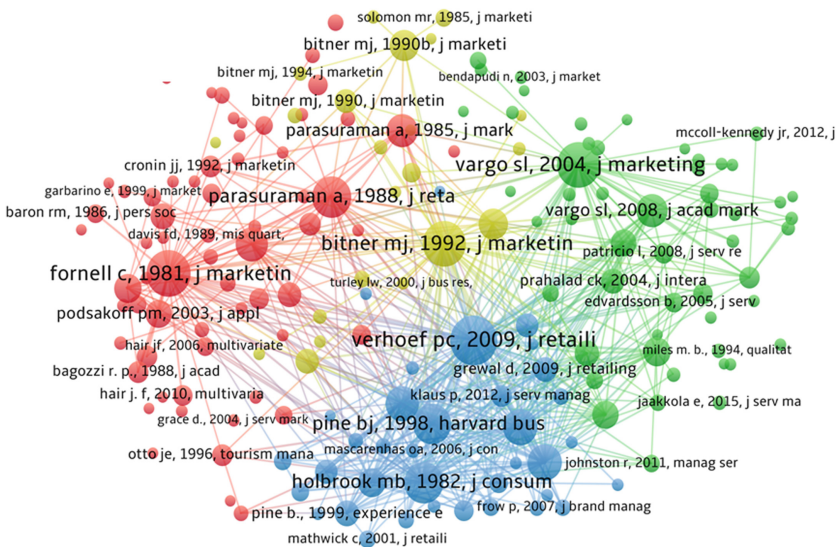 solomon mr, 1985, j marketi
bitner mj, 1990b, j marketi
bitner mj, 1994, j marketin
bendapudi n, 2003, j market
bitner mj, 1990, j marketin
parasuraman a, 1985, j mark
mccoll-kennedy jr, 2012, j
cronin jj, 1992, j marketin
vargo sl, 2004, j marketing
garbarino e, 1999, j market
parasuraman a, 1988, j reta
baron rm, 1986, j pers soc
vargo sl, 2008, j acad mark
davis fd, 1989, mis quart,
bitner mj, 1992, j marketin
patricio l, 2008, j serv re
fornell c, 1981, j marketin
turley lw, 2000, j bus res,
prahalad ck, 2004, j intera
edvardsson b, 2005, j serv
podsakoff pm, 2003, j appl
verhoef pc, 2009, j retaili
hair jf, 2006, multivariate
miles m. b., 1994, qualitat
bagozzi r. p., 1988, j acad
grewal d, 2009, j retailing
hair j. f, 2010, multivaria
klaus p, 2012, j serv manag
jaakkola e, 2015, j serv ma
grace d., 2004, j serv mark
pine bj, 1998, harvard bus
mascarenhas oa, 2006, j con
otto je, 1996, tourism mana
johnston r, 2011, manag ser
holbrook mb, 1982, j consum
pine b., 1999, experience e
frow p, 2007, j brand manag
mathwick c, 2001, j retaili